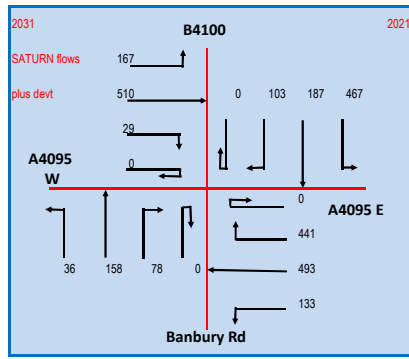 2031 B4100 2021
SATURN flows 167
plus devt 510 0 103 187 467
29
A4095
W
0
0
A4095 E
441
36 158 78 0 493
133
Banbury Rd